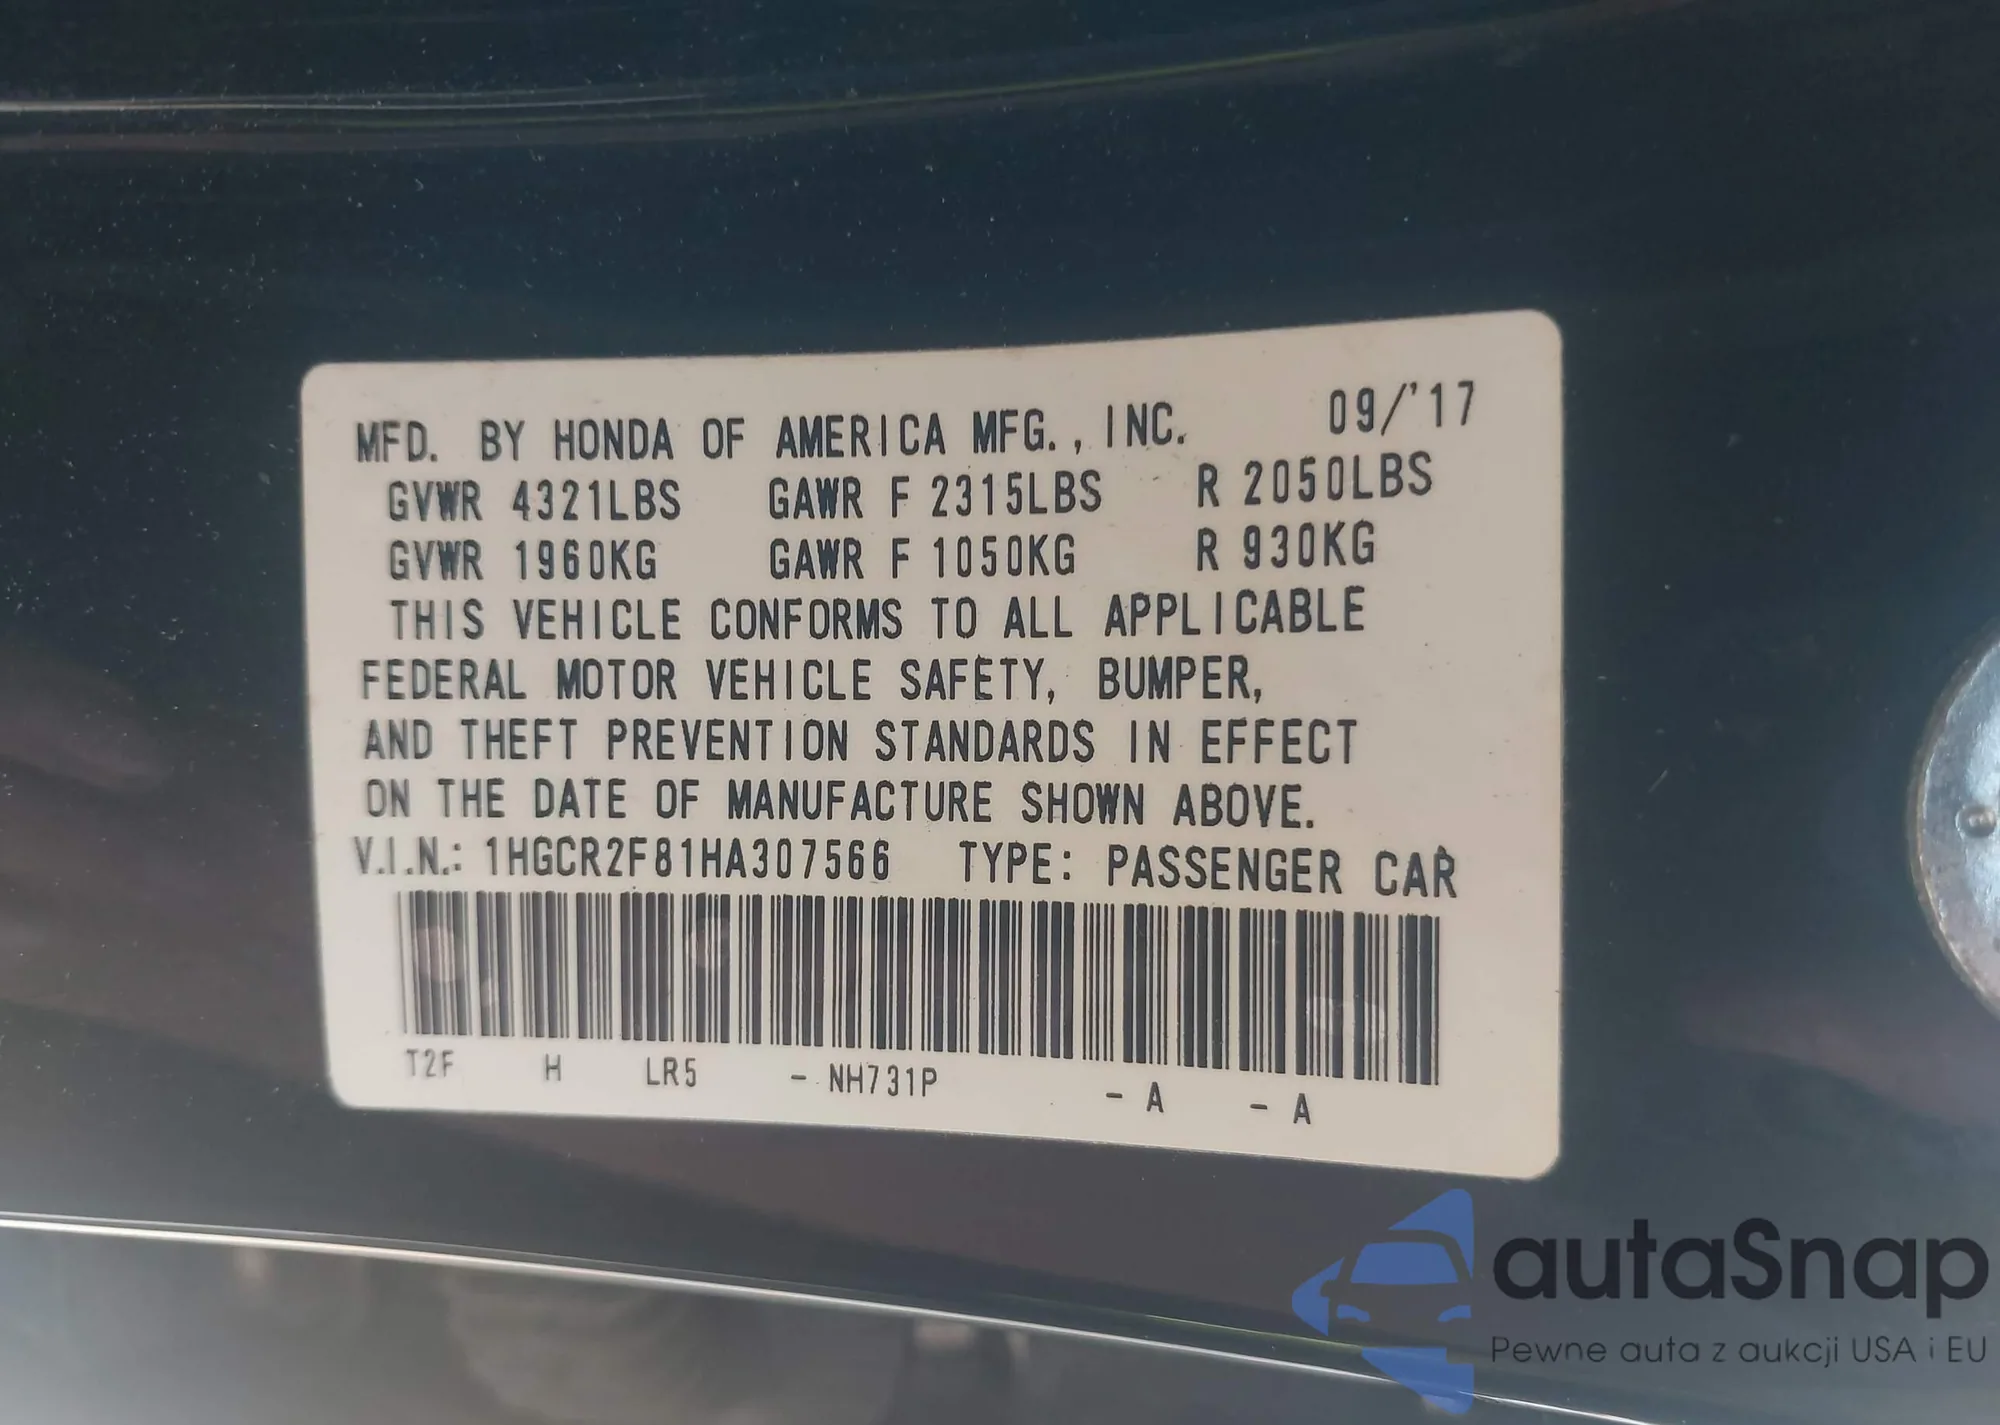 MFD. BY HONDA OF AMERICA MFG., INC. 09/'17
GVWR 4321LBS GAWR F 2315LBS R 2050LBS
GVWR 1960KG GAWR F 1050KG R 930KG
THIS VEHICLE CONFORMS TO ALL APPLICABLE
FEDERAL MOTOR VEHICLE SAFETY, BUMPER,
AND THEFT PREVENTION STANDARDS IN EFFECT
ON THE DATE OF MANUFACTURE SHOWN ABOVE.
V.I.N.: 1HGCR2F81HA307566 TYPE: PASSENGER CAR
T2F H LR5 - NH731P - A - A
autaSnap
Pewne auta z aukcji USA i EU